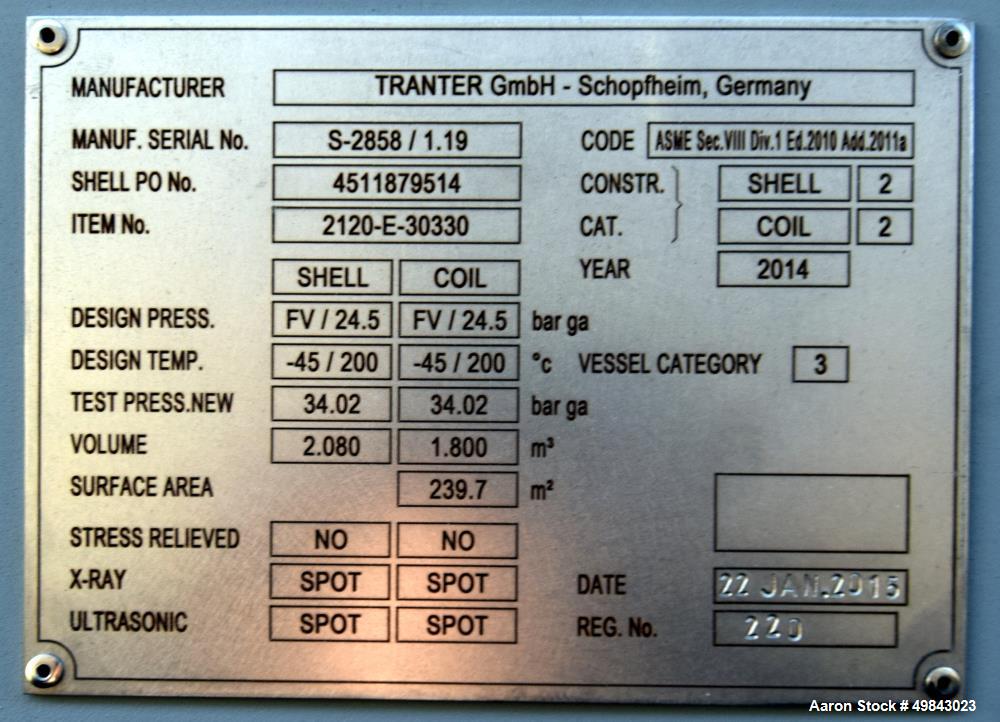 MANUFACTURER TRANTER GmbH - Schopfheim, Germany
MANUF. SERIAL No. S-2858 / 1.19 CODE ASME Sec.VIII Div.1 Ed.2010 Add.2011a
SHELL PO No. 4511879514 CONSTR. SHELL 2
ITEM No. 2120-E-30330 CAT. COIL 2
SHELL COIL YEAR 2014
DESIGN PRESS. FV / 24.5 FV / 24.5 bar ga
DESIGN TEMP. -45 / 200 -45 / 200 °c VESSEL CATEGORY 3
TEST PRESS.NEW 34.02 34.02 bar ga
VOLUME 2.080 1.800 m³
SURFACE AREA 239.7 m²
STRESS RELIEVED NO NO
X-RAY SPOT SPOT DATE 22 JAN.2015
ULTRASONIC SPOT SPOT REG. No. 220
Aaron Stock # 49843023